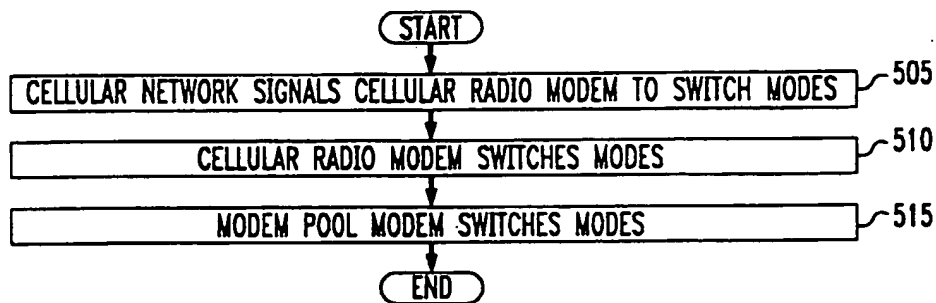 START
CELLULAR NETWORK SIGNALS CELLULAR RADIO MODEM TO SWITCH MODES 505
CELLULAR RADIO MODEM SWITCHES MODES 510
MODEM POOL MODEM SWITCHES MODES 515
END